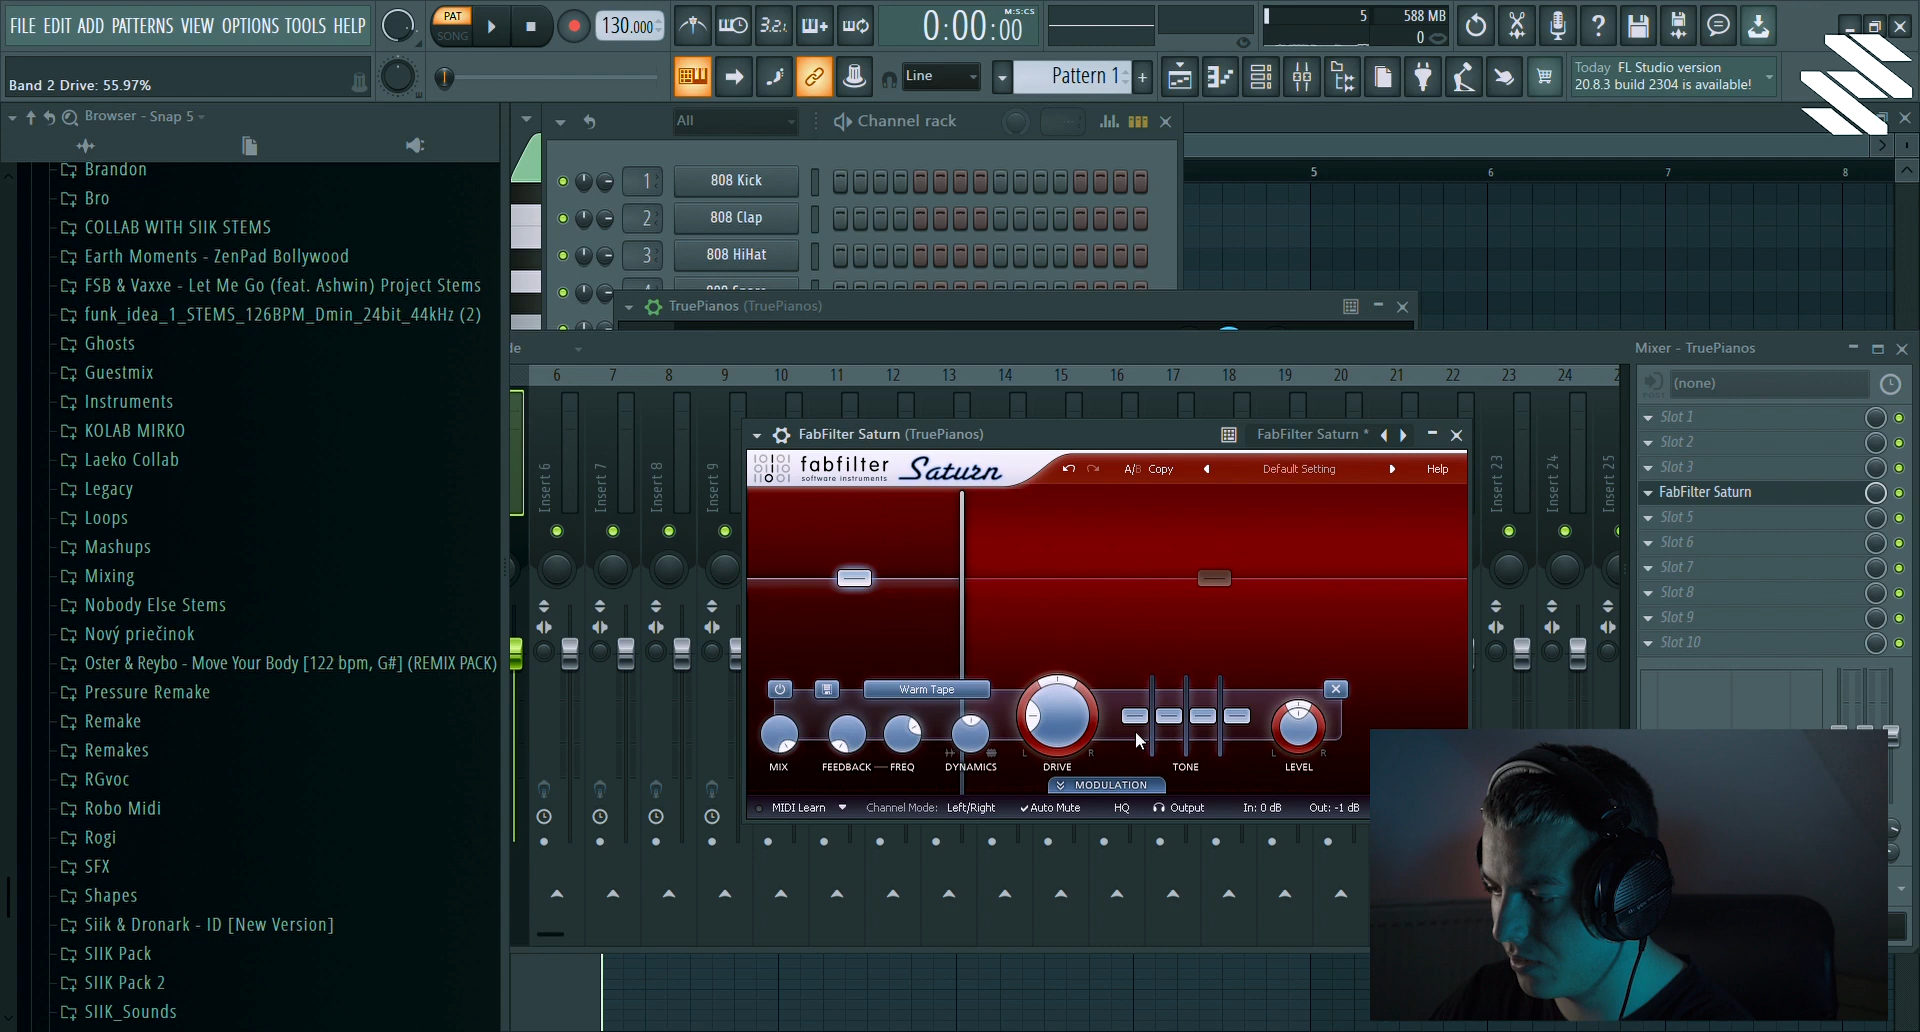 FILE EDIT ADD PATTERNS VIEW OPTIONS TOOLS HELP
PAT
SONG
130.000
3.2.
0:00:00
M:S:CS
5
588 MB
0
Band 2 Drive: 55.97%
Line
Pattern 1
Today FL Studio version
20.8.3 build 2304 is available!
Browser - Snap 5
Brandon
Bro
COLLAB WITH SIIK STEMS
Earth Moments - ZenPad Bollywood
FSB & Vaxxe - Let Me Go (feat. Ashwin) Project Stems
funk_idea_1_STEMS_126BPM_Dmin_24bit_44kHz (2)
Ghosts
Guestmix
Instruments
KOLAB MIRKO
Laeko Collab
Legacy
Loops
Mashups
Mixing
Nobody Else Stems
Nový priečinok
Oster & Reybo - Move Your Body [122 bpm, G#] (REMIX PACK)
Pressure Remake
Remake
Remakes
RGvoc
Robo Midi
Rogi
SFX
Shapes
Siik & Dronark - ID [New Version]
SIIK Pack
SIIK Pack 2
SIIK_Sounds
All
Channel rack
1 808 Kick
2 808 Clap
3 808 HiHat
5 6 7 8
TruePianos (TruePianos)
Mixer - TruePianos
6 7 8 9 10 11 12 13 14 15 16 17 18 19 20 21 22 23 24
Insert 6
Insert 7
Insert 8
Insert 9
Insert 23
Insert 24
Insert 25
(none)
POST
Slot 1
Slot 2
Slot 3
FabFilter Saturn
Slot 5
Slot 6
Slot 7
Slot 8
Slot 9
Slot 10
FabFilter Saturn (TruePianos)
FabFilter Saturn *
fabfilter
software instruments
Saturn
A/B Copy
Default Setting
Help
Warm Tape
MIX
FEEDBACK
FREQ
DYNAMICS
L R
DRIVE
TONE
L R
LEVEL
MODULATION
MIDI Learn
Channel Mode: Left/Right
Auto Mute
HQ
Output
In: 0 dB
Out: -1 dB